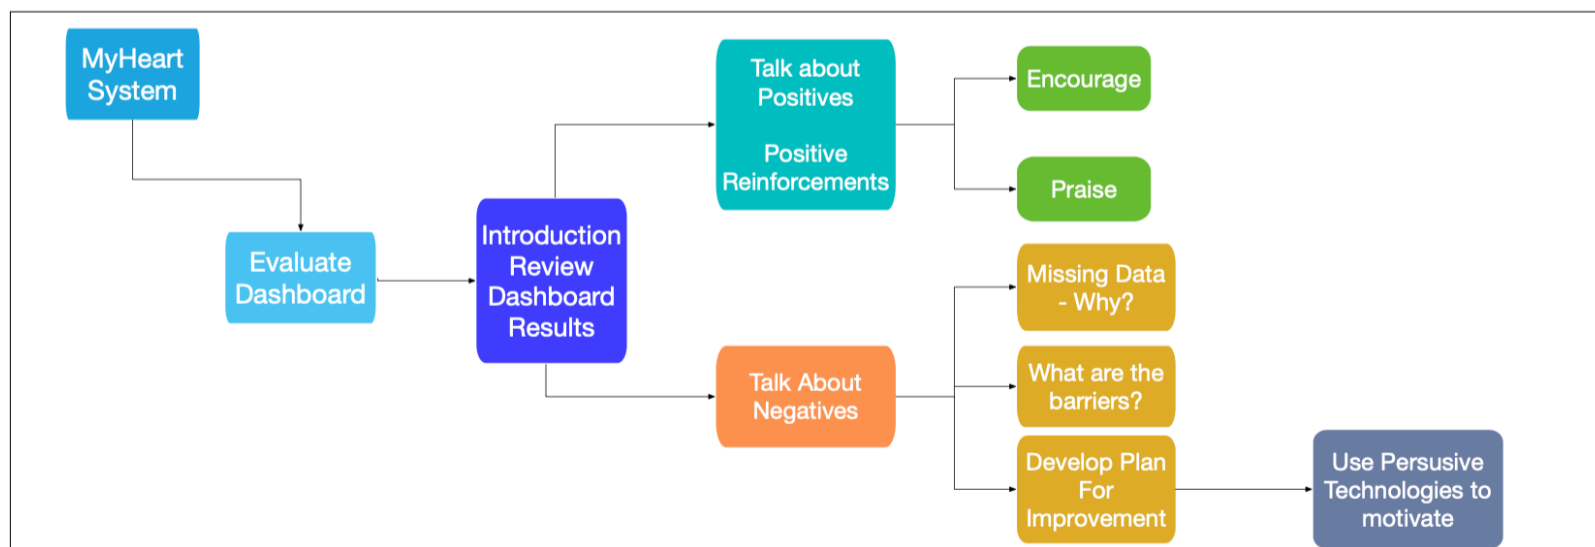 MyHeart
System
Evaluate
Dashboard
Introduction
Review
Dashboard
Results
Talk about
Positives
Positive
Reinforcements
Encourage
Praise
Talk About
Negatives
Missing Data
- Why?
What are the
barriers?
Develop Plan
For
Improvement
Use Persusive
Technologies to
motivate